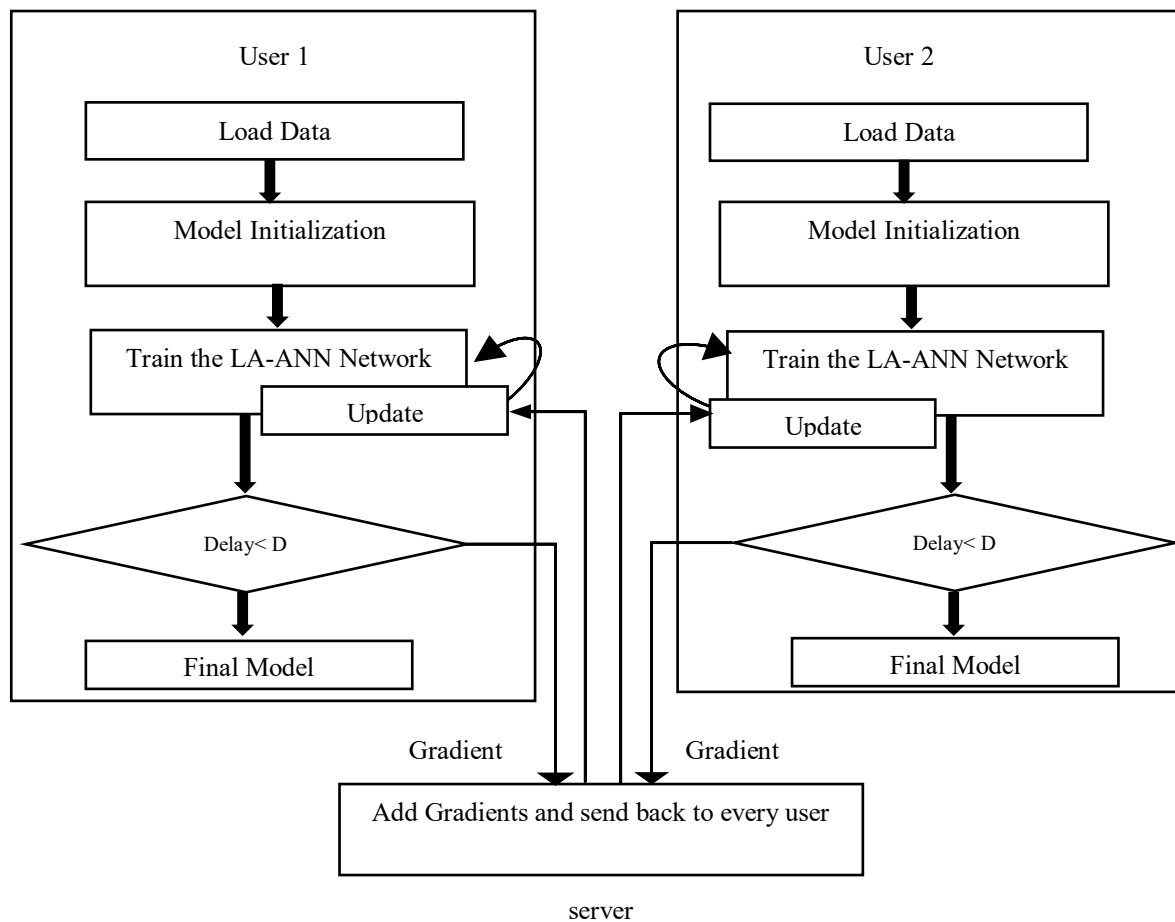 User 1
Load Data
Model Initialization
Train the LA-ANN Network
Update
Delay< D
Final Model
User 2
Load Data
Model Initialization
Train the LA-ANN Network
Update
Delay< D
Final Model
Gradient
Gradient
Add Gradients and send back to every user
server